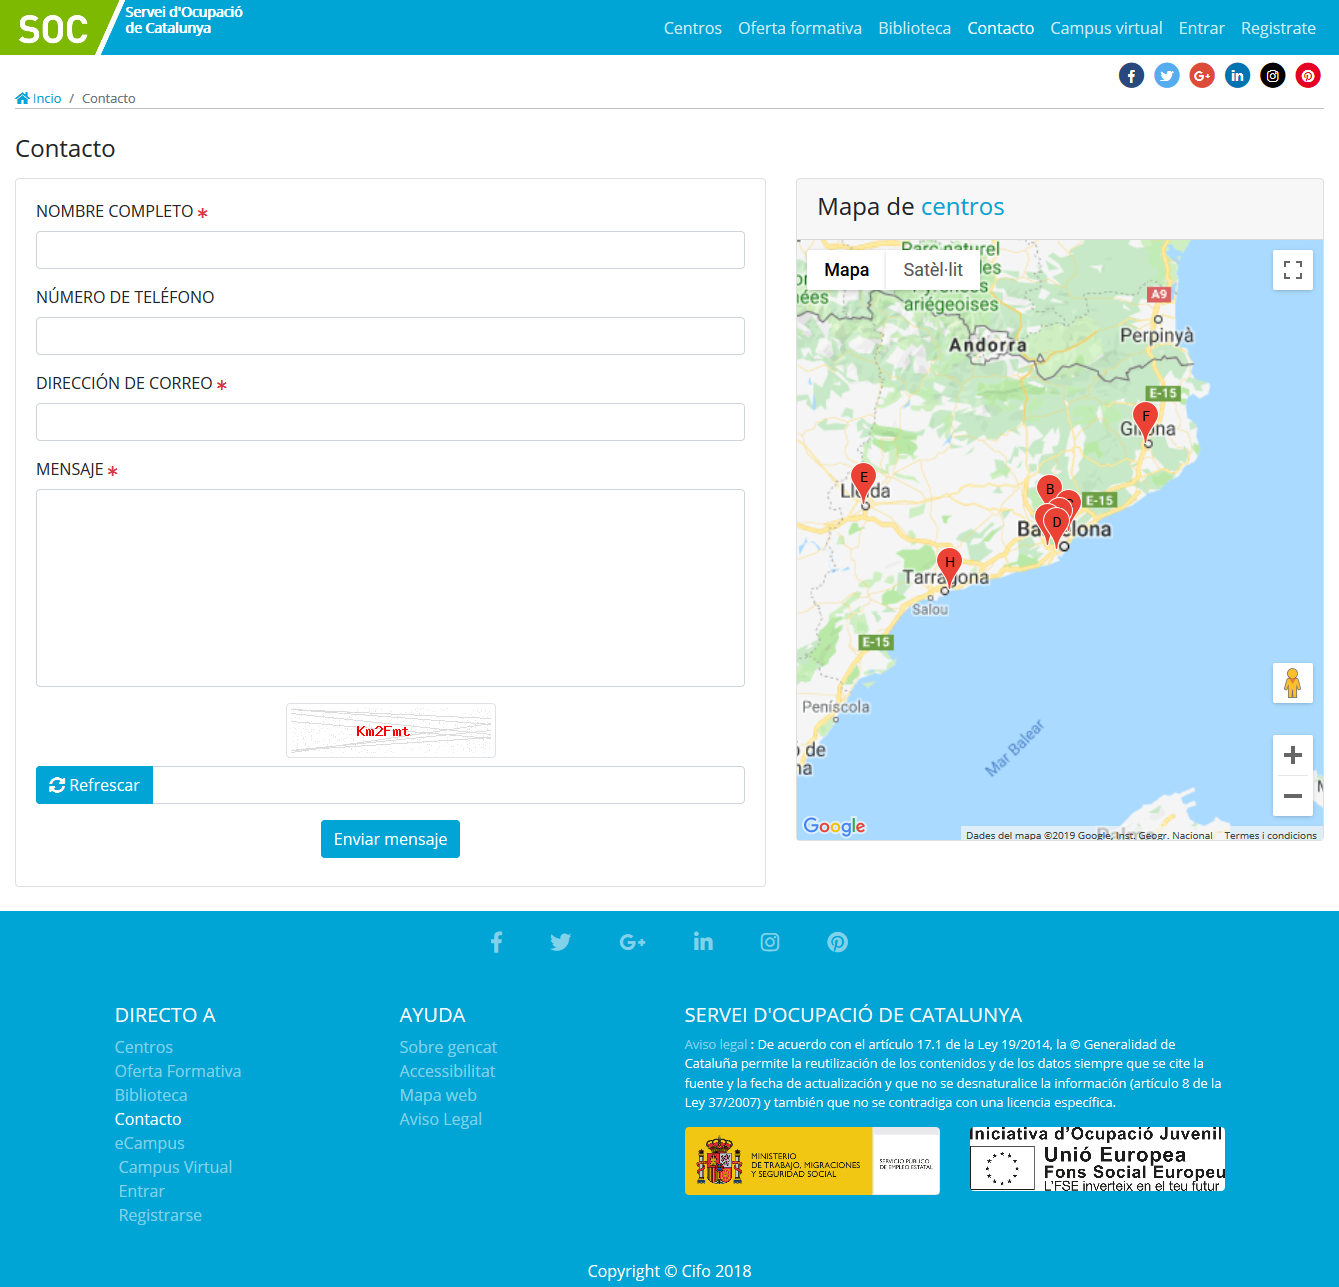 SOC
Servei d'Ocupació
de Catalunya
Centros
Oferta formativa
Biblioteca
Contacto
Campus virtual
Entrar
Registrate
Incio / Contacto
Contacto
NOMBRE COMPLETO *
NÚMERO DE TELÉFONO
DIRECCIÓN DE CORREO *
MENSAJE *
Km2Fmt
Refrescar
Enviar mensaje
Mapa de centros
Parc naturel
Mapa
Satèl·lit
ariégeoises
A9
Perpinyà
Andorra
E-15
F
E
B
E-15
D
H
Salou
E-15
Peníscola
Mar Balear
Google
Dades del mapa ©2019 Google, Inst. Geogr. Nacional
Termes i condicions
DIRECTO A
Centros
Oferta Formativa
Biblioteca
Contacto
eCampus
Campus Virtual
Entrar
Registrarse
AYUDA
Sobre gencat
Accessibilitat
Mapa web
Aviso Legal
SERVEI D'OCUPACIÓ DE CATALUNYA
Aviso legal : De acuerdo con el artículo 17.1 de la Ley 19/2014, la © Generalidad de
Cataluña permite la reutilización de los contenidos y de los datos siempre que se cite la
fuente y la fecha de actualización y que no se desnaturalice la información (artículo 8 de la
Ley 37/2007) y también que no se contradiga con una licencia específica.
MINISTERIO
DE TRABAJO, MIGRACIONES
Y SEGURIDAD SOCIAL
SERVICIO PÚBLICO
DE EMPLEO ESTATAL
Iniciativa d'Ocupació Juvenil
Unió Europea
Fons Social Europeu
L'FSE inverteix en el teu futur
Copyright © Cifo 2018